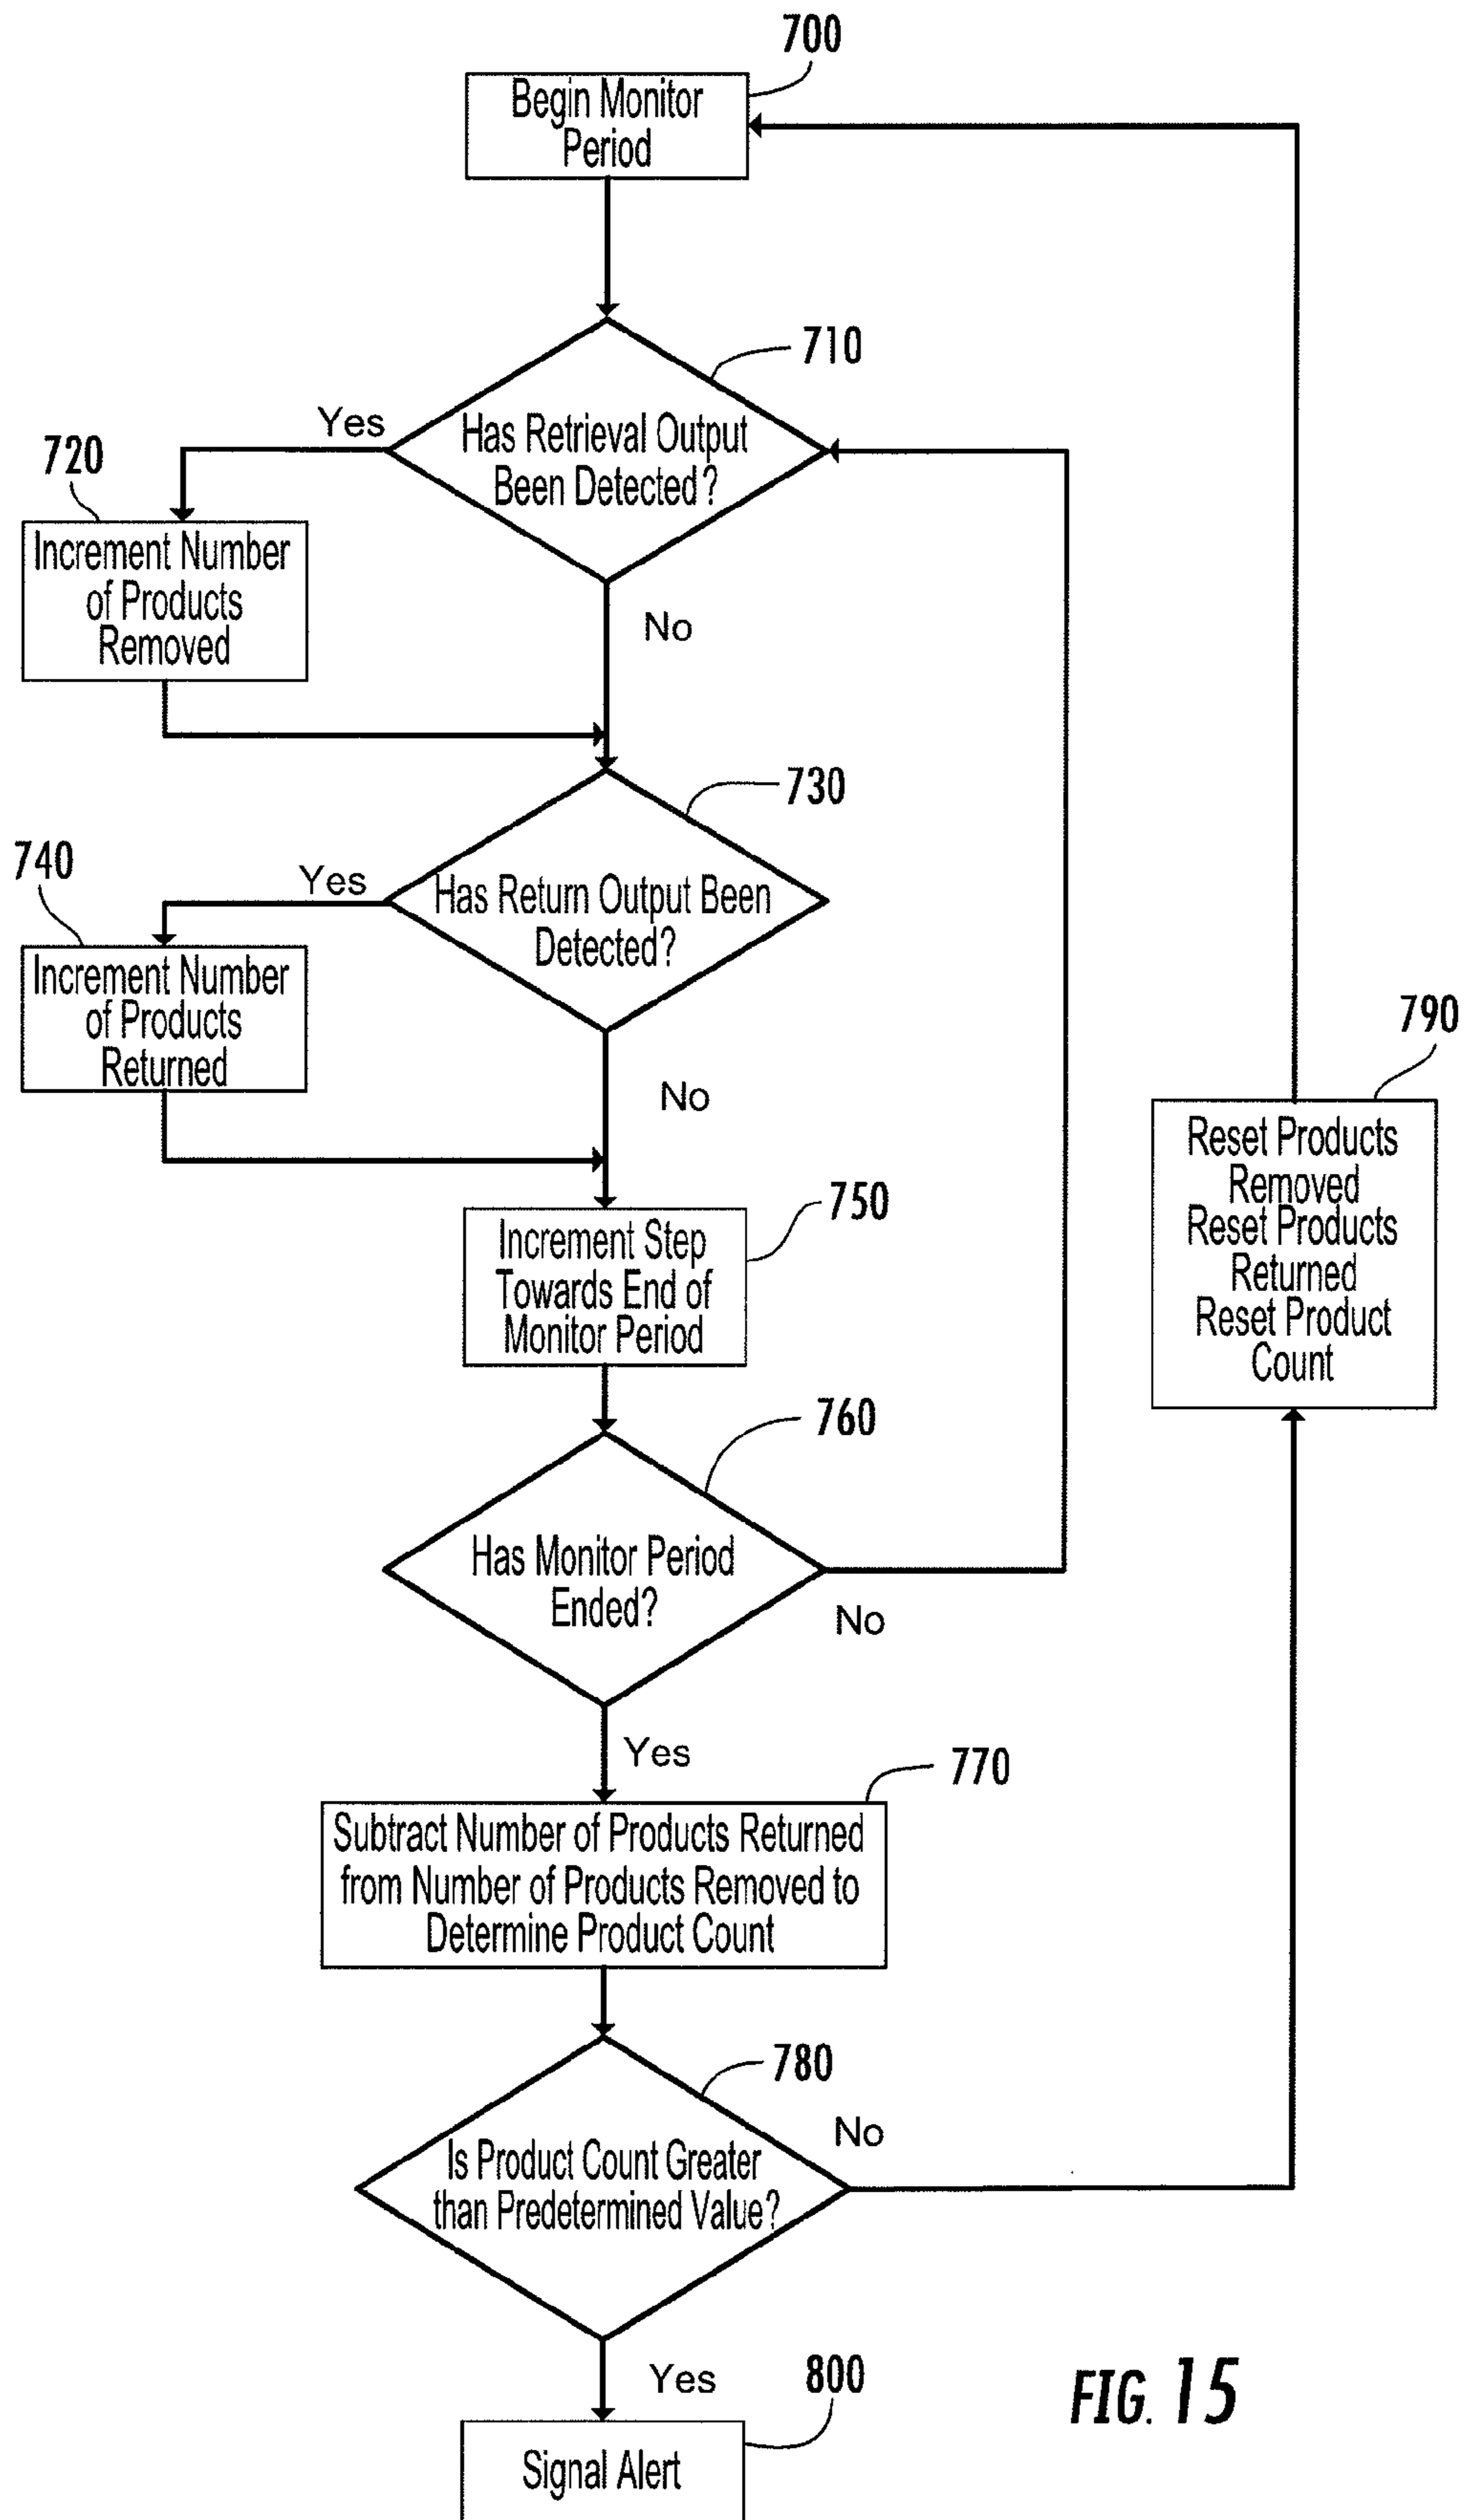 700
Begin Monitor
Period
710
Has Retrieval Output
Been Detected?
Yes
720
Increment Number
of Products
Removed
No
730
Has Return Output Been
Detected?
Yes
740
Increment Number
of Products
Returned
No
750
Increment Step
Towards End of
Monitor Period
760
Has Monitor Period
Ended?
No
Yes
770
Subtract Number of Products Returned
from Number of Products Removed to
Determine Product Count
780
Is Product Count Greater
than Predetermined Value?
No
790
Reset Products
Removed
Reset Products
Returned
Reset Product
Count
Yes
800
Signal Alert
FIG. 15